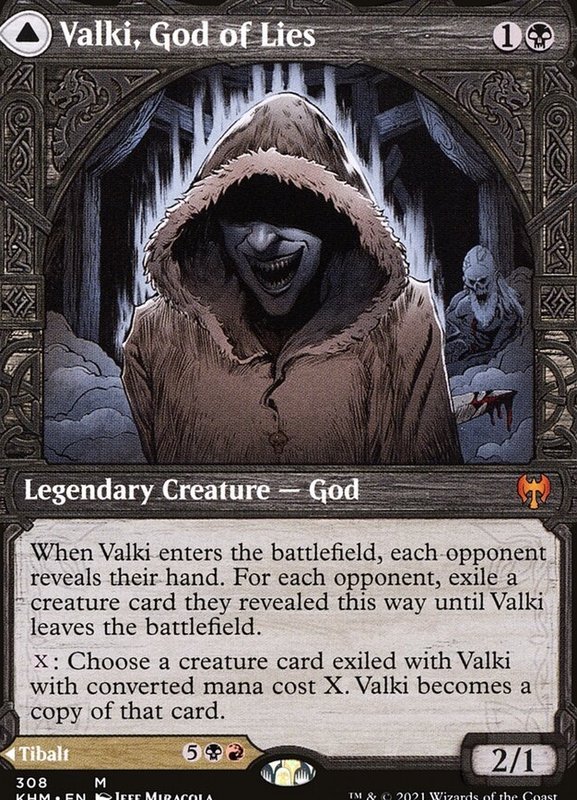 Valki, God of Lies 1
Legendary Creature — God
When Valki enters the battlefield, each opponent
reveals their hand. For each opponent, exile a
creature card they revealed this way until Valki
leaves the battlefield.
X: Choose a creature card exiled with Valki
with converted mana cost X. Valki becomes a
copy of that card.
Tibalt 5
2/1
308 M
KHM • EN Jeff Miracola
™ & © 2021 Wizards of the Coast